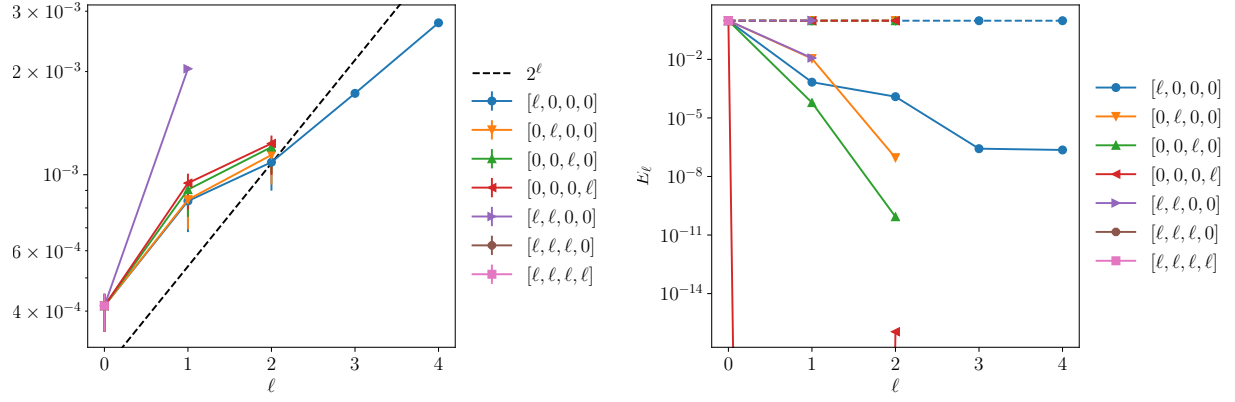 3 × 10⁻³
2 × 10⁻³
10⁻³
6 × 10⁻⁴
4 × 10⁻⁴
0 1 2 3 4
ℓ
2^ℓ
[ℓ, 0, 0, 0]
[0, ℓ, 0, 0]
[0, 0, ℓ, 0]
[0, 0, 0, ℓ]
[ℓ, ℓ, 0, 0]
[ℓ, ℓ, ℓ, 0]
[ℓ, ℓ, ℓ, ℓ]
E_ℓ
10⁻²
10⁻⁵
10⁻⁸
10⁻¹¹
10⁻¹⁴
0 1 2 3 4
ℓ
[ℓ, 0, 0, 0]
[0, ℓ, 0, 0]
[0, 0, ℓ, 0]
[0, 0, 0, ℓ]
[ℓ, ℓ, 0, 0]
[ℓ, ℓ, ℓ, 0]
[ℓ, ℓ, ℓ, ℓ]